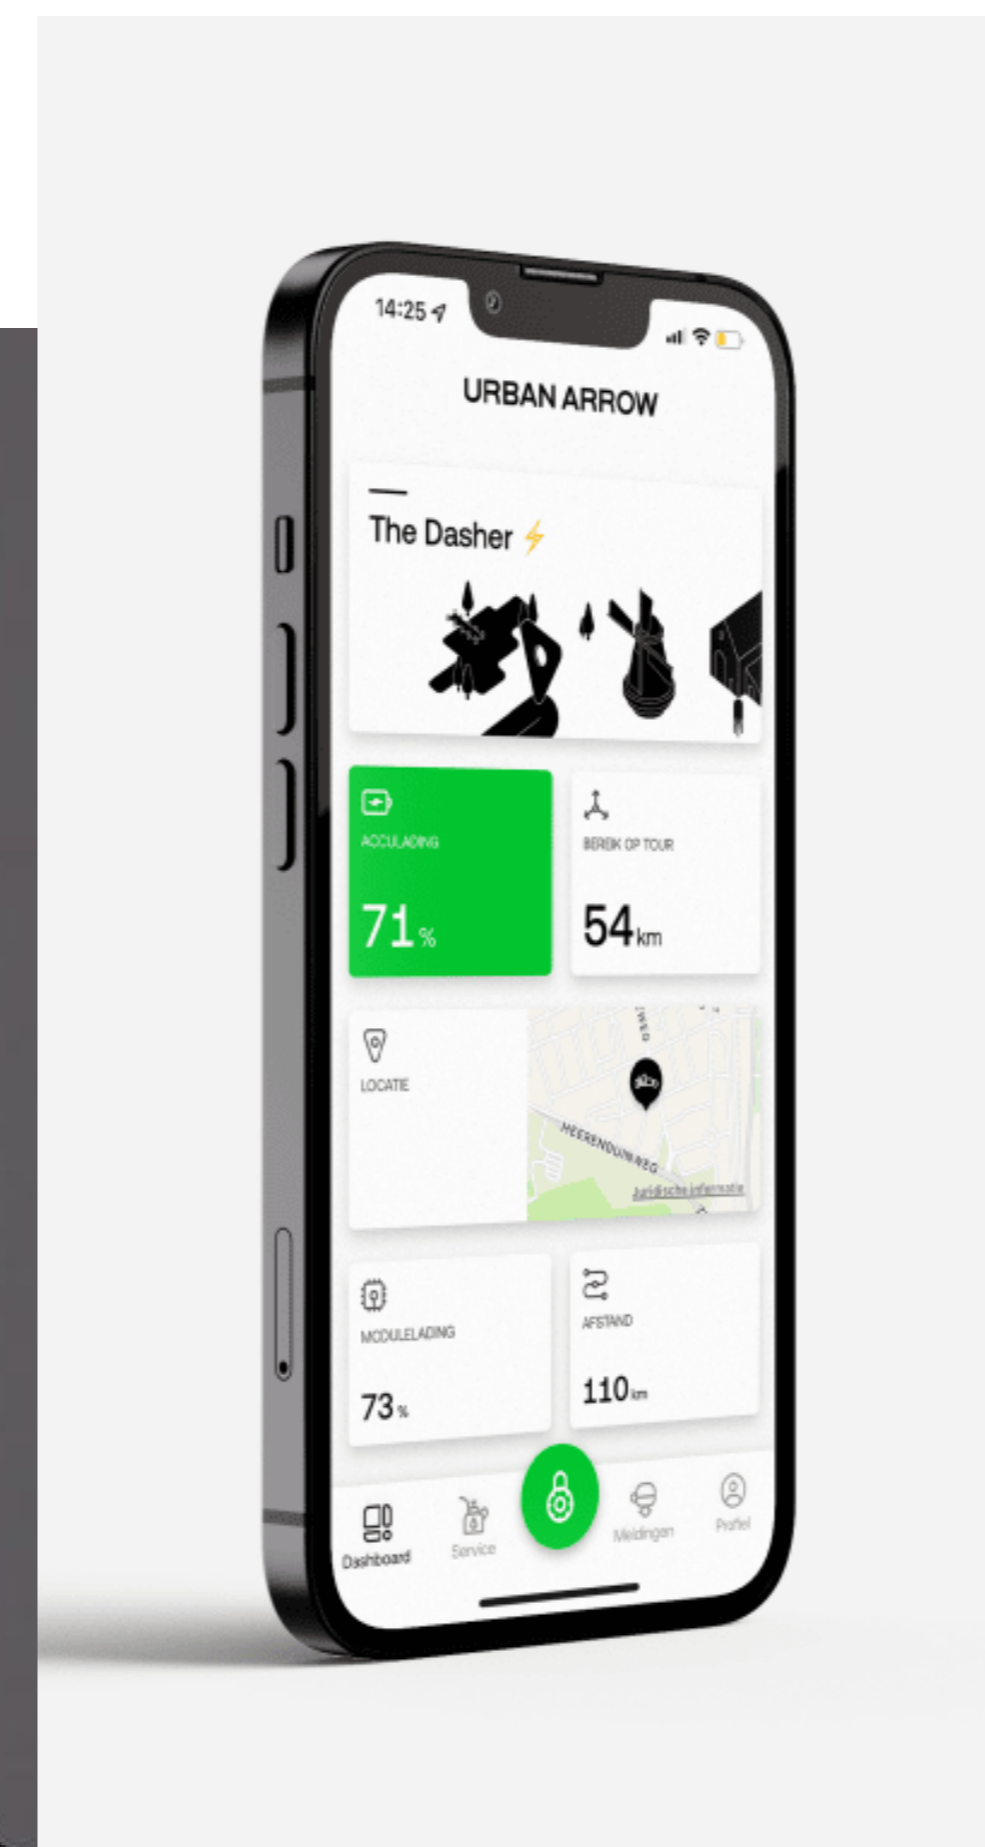 14:25
URBAN ARROW
The Dasher ⚡
ACCULADING
71%
BEREIK OP TOUR
54km
LOCATIE
HEERENDUINWEG
Juridische informatie
MODULELADING
73%
AFSTAND
110km
Dashboard
Service
Meldingen
Profiel